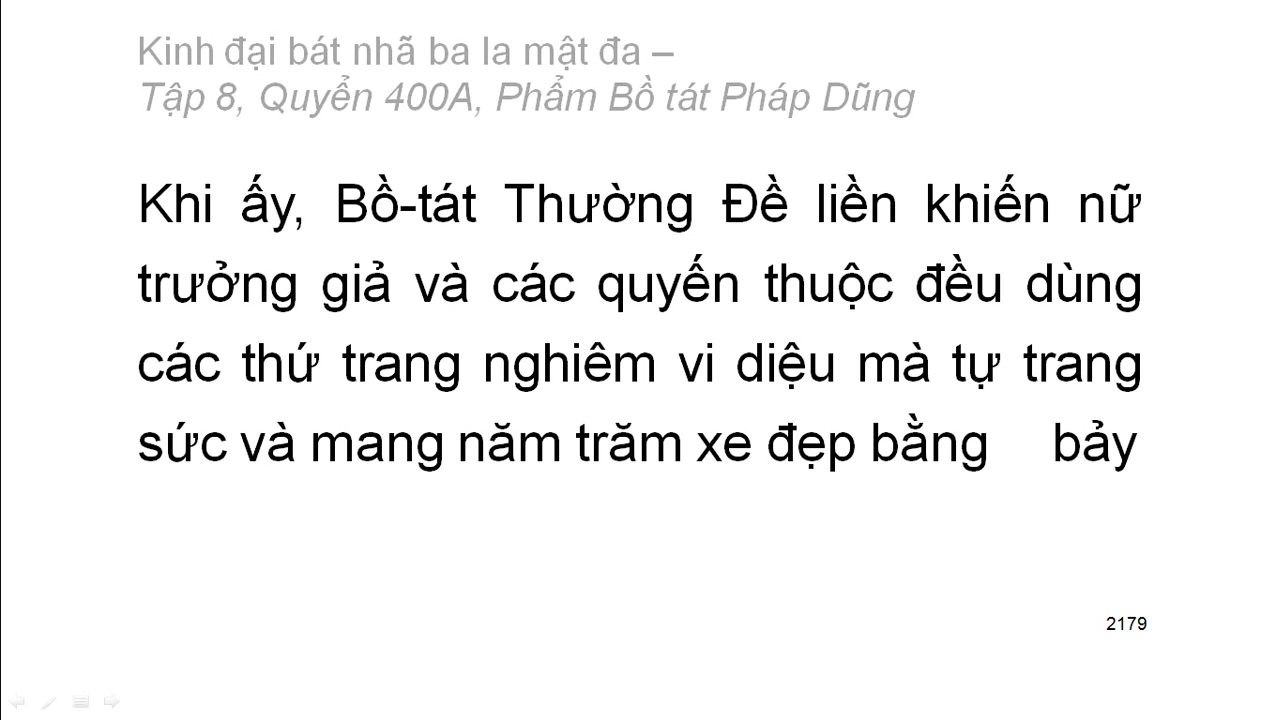 Kinh đại bát nhã ba la mật đa –
Tập 8, Quyển 400A, Phẩm Bồ tát Pháp Dũng
Khi ấy, Bồ-tát Thường Đề liền khiến nữ
trưởng giả và các quyến thuộc đều dùng
các thứ trang nghiêm vi diệu mà tự trang
sức và mang năm trăm xe đẹp bằng bảy
2179